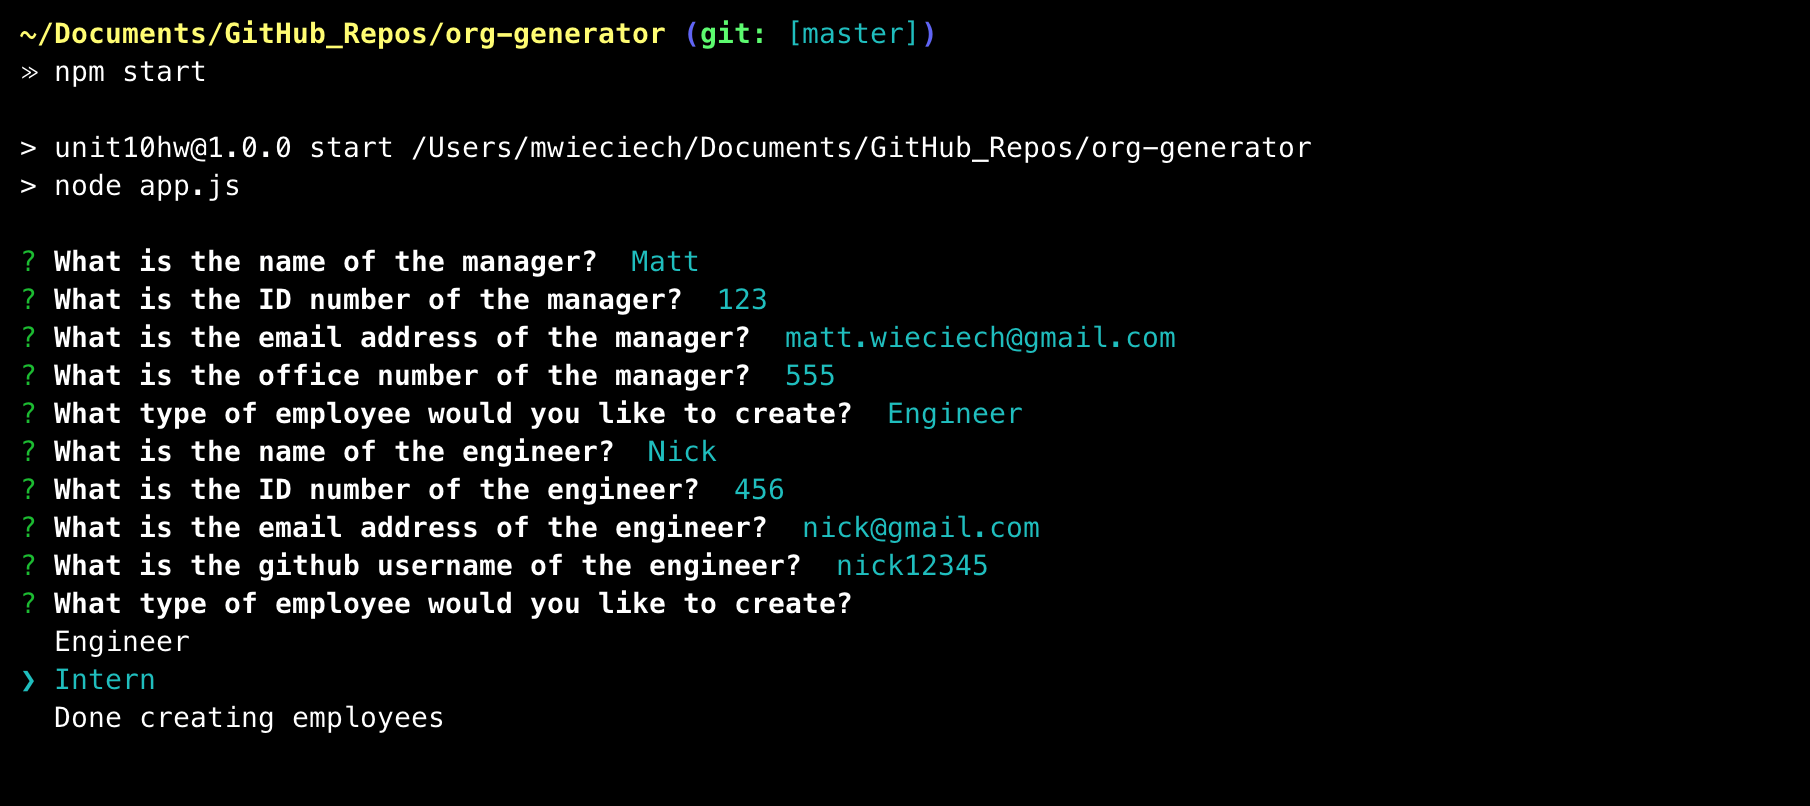 ~/Documents/GitHub_Repos/org-generator (git: [master])
» npm start
> unit10hw@1.0.0 start /Users/mwieciech/Documents/GitHub_Repos/org-generator
> node app.js
? What is the name of the manager?  Matt
? What is the ID number of the manager?  123
? What is the email address of the manager?  matt.wieciech@gmail.com
? What is the office number of the manager?  555
? What type of employee would you like to create?  Engineer
? What is the name of the engineer?  Nick
? What is the ID number of the engineer?  456
? What is the email address of the engineer?  nick@gmail.com
? What is the github username of the engineer?  nick12345
? What type of employee would you like to create?
  Engineer
❯ Intern
  Done creating employees